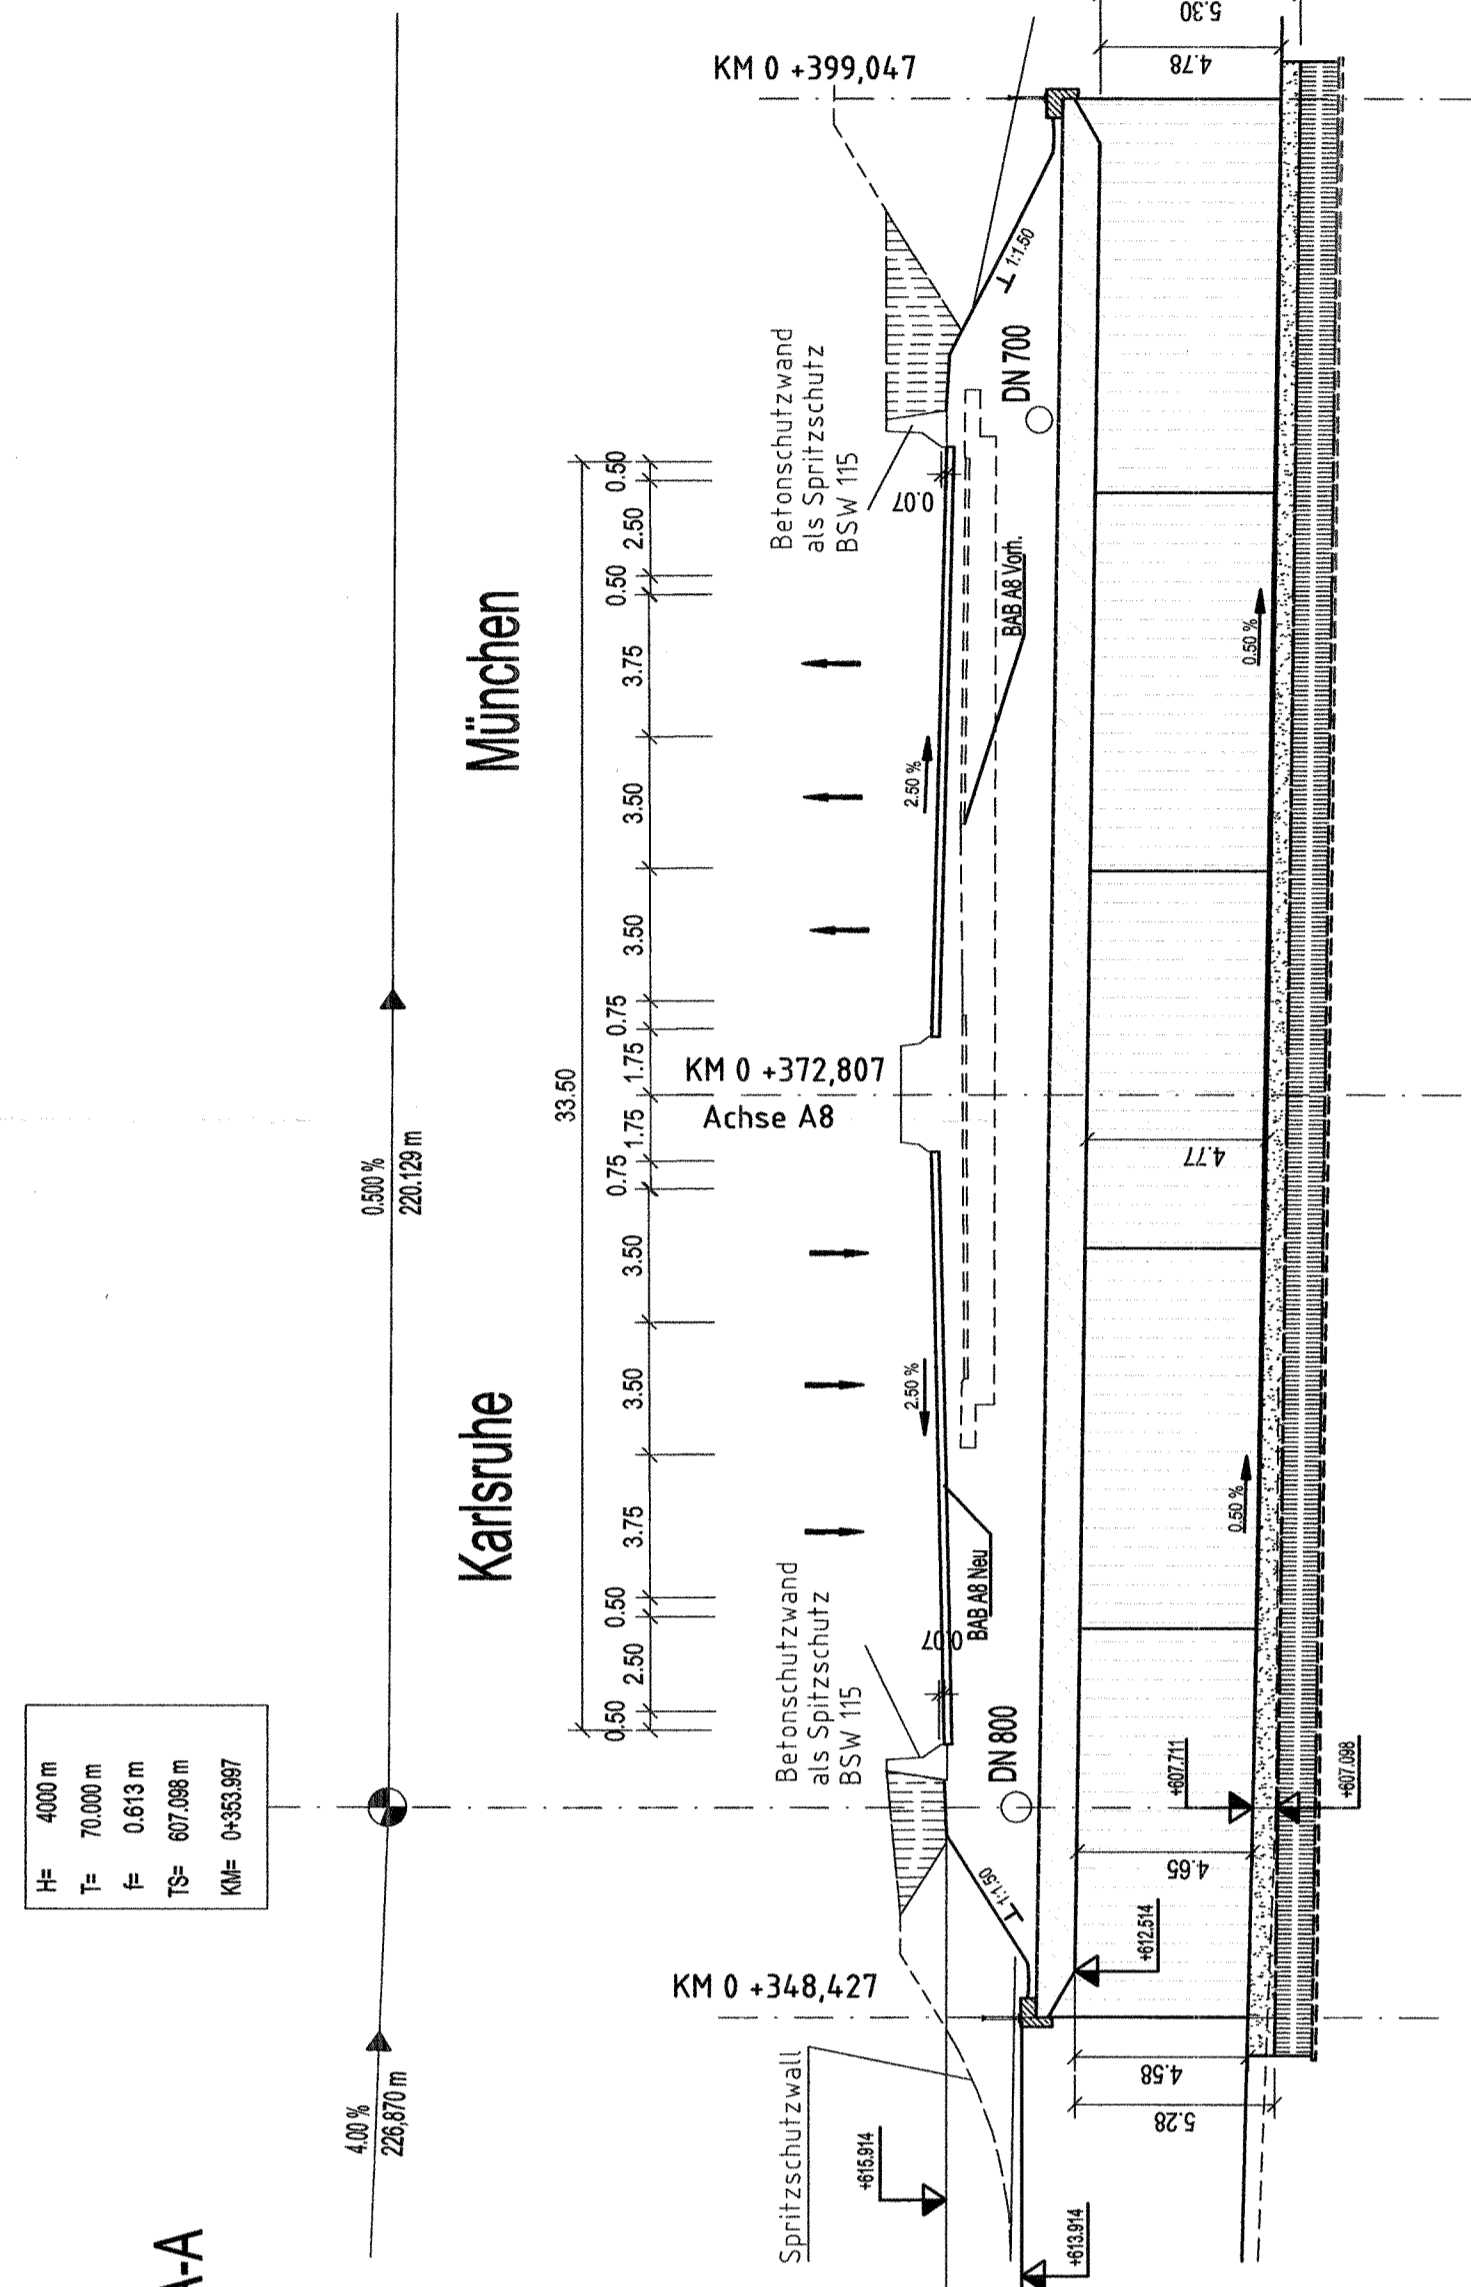 A-A
H= 4000 m
T= 70.000 m
f= 0.613 m
TS= 607.098 m
KM= 0+353.997
4.00 %
226,870 m
0.500 %
220.129 m
Karlsruhe
München
33.50
0.50
2.50
0.50
3.75
3.50
3.50
0.75
1.75
1.75
0.75
3.50
3.50
3.75
0.50
2.50
0.50
KM 0 +348,427
KM 0 +372,807
Achse A8
KM 0 +399,047
Spritzschutzwall
Betonschutzwand
als Spitzschutz
BSW 115
Betonschutzwand
als Spritzschutz
BSW 115
+615.914
+613.914
0.07
2.50 %
2.50 %
0.07
1:1.50
1:1.50
DN 800
BAB A8 Neu
BAB A8 Vorh.
DN 700
+612.514
5.28
4.58
4.65
+607.711
+607.098
0.50 %
4.77
0.50 %
4.78
5.30